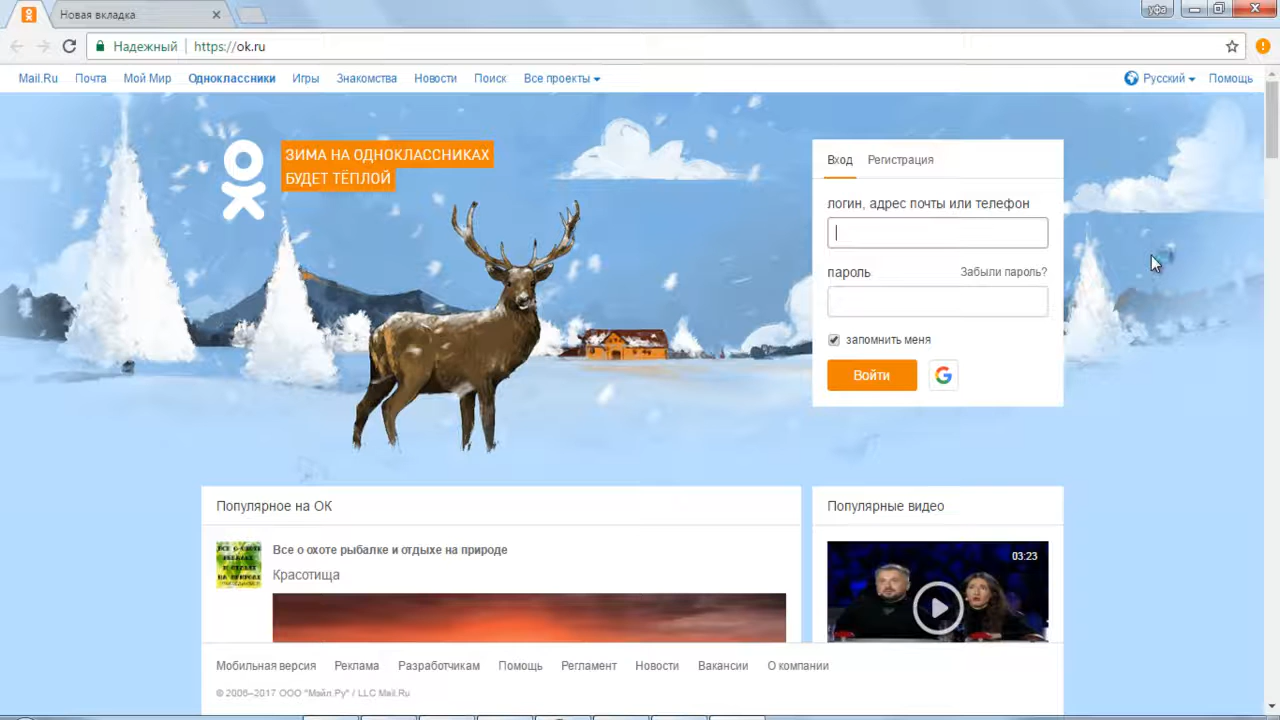 Новая вкладка
Надежный
https://ok.ru
Mail.Ru Почта Мой Мир Одноклассники Игры Знакомства Новости Поиск Все проекты Русский Помощь
ЗИМА НА ОДНОКЛАССНИКАХ
БУДЕТ ТЁПЛОЙ
Вход Регистрация
логин, адрес почты или телефон
пароль Забыли пароль?
запомнить меня
Войти
Популярное на ОК
Все о охоте рыбалке и отдыхе на природе
Красотища
Популярные видео
03:23
Мобильная версия Реклама Разработчикам Помощь Регламент Новости Вакансии О компании
© 2006–2017 ООО "Мэйл.Ру" / LLC Mail.Ru